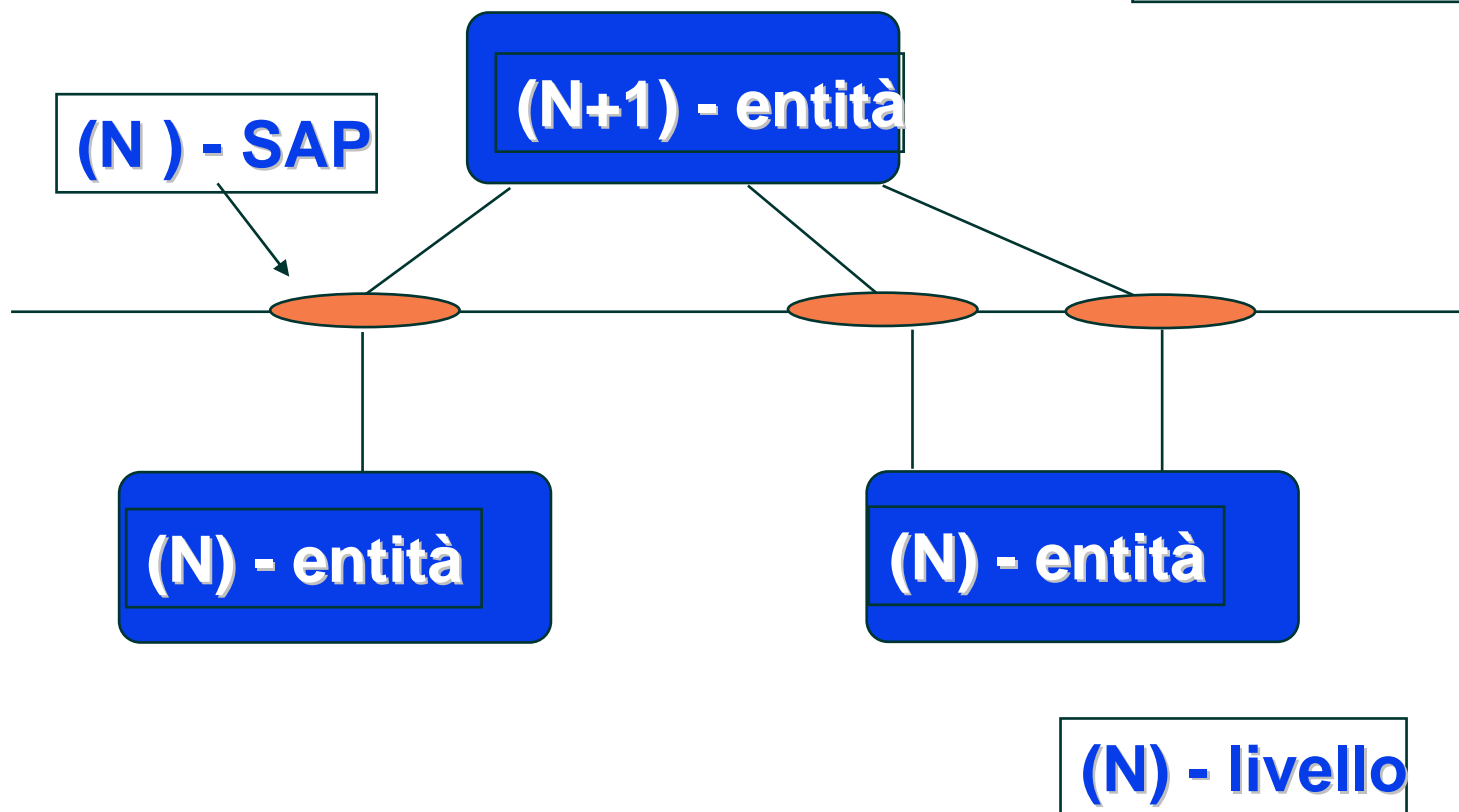 (N+1) - entità
(N ) - SAP
(N) - entità
(N) - entità
(N) - livello